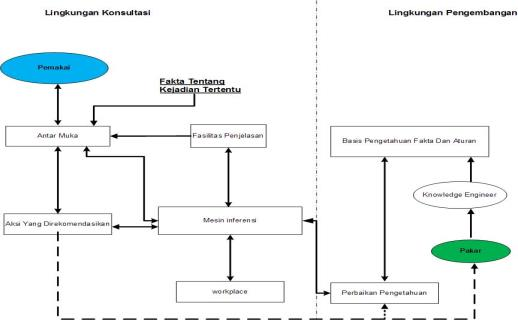 Lingkungan Konsultasi
Lingkungan Pengembangan
Pemakai
Fakta Tentang
Kejadian Tertentu
Antar Muka
Fasilitas Penjelasan
Basis Pengetahuan Fakta Dan Aturan
Knowledge Engineer
Aksi Yang Direkomendasikan
Mesin inferensi
Pakar
workplace
Perbaikan Pengetahuan